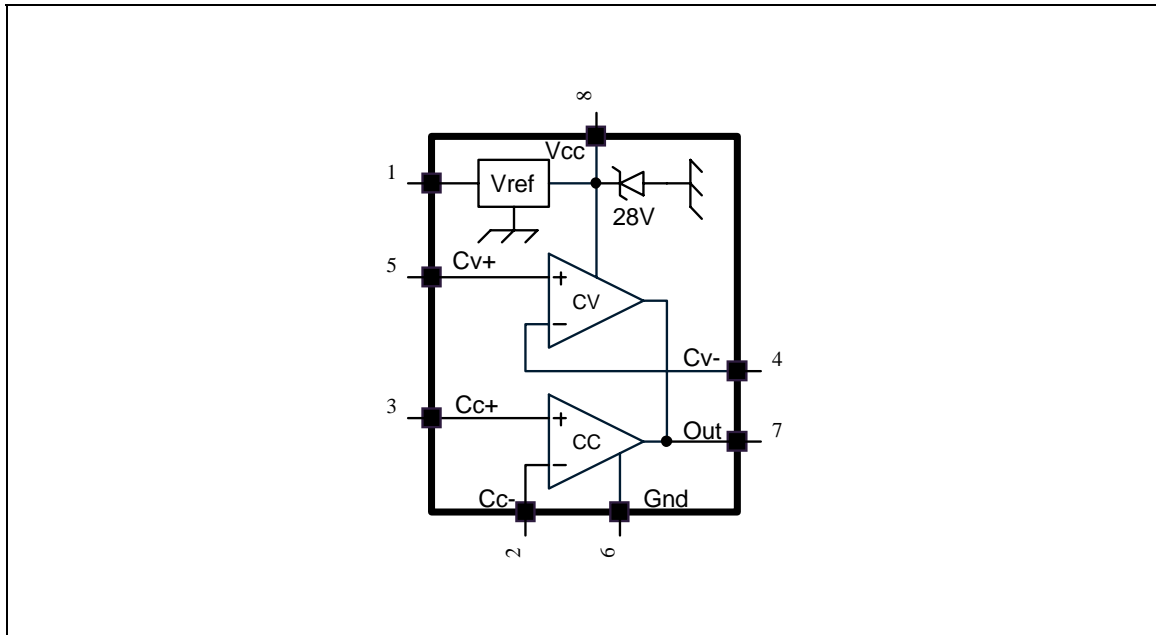 8
Vcc
1
Vref
28V
5
Cv+
+
CV
−
Cv-
4
3
Cc+
+
CC
−
Out
7
Cc-
Gnd
2
6